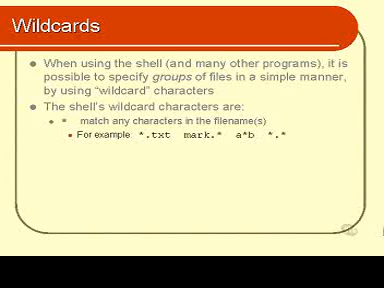 Wildcards
When using the shell (and many other programs), it is
possible to specify groups of files in a simple manner,
by using “wildcard” characters
The shell's wildcard characters are:
* match any characters in the filename(s)
For example *.txt mark.* a*b *.*